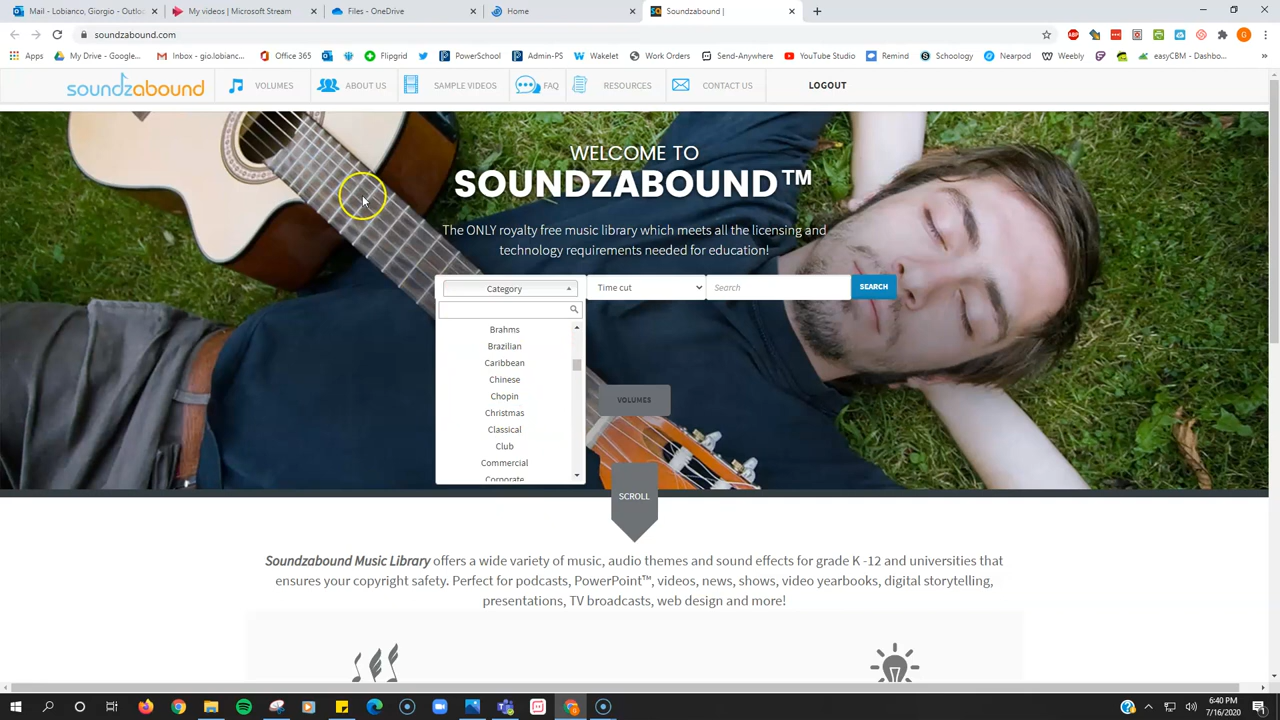 Mail - Lobianco, Giorgio - Outlo
My videos | Microsoft Stream
Files - OneDrive
Home
Soundzabound |
soundzabound.com
Apps
My Drive - Google...
Inbox - gio.lobianc...
Office 365
Flipgrid
PowerSchool
Admin-PS
Wakelet
Work Orders
Send-Anywhere
YouTube Studio
Remind
Schoology
Nearpod
Weebly
easyCBM - Dashbo...
soundzabound
VOLUMES
ABOUT US
SAMPLE VIDEOS
FAQ
RESOURCES
CONTACT US
LOGOUT
WELCOME TO
SOUNDZABOUND™
The ONLY royalty free music library which meets all the licensing and
technology requirements needed for education!
Category
Time cut
Search
SEARCH
Brahms
Brazilian
Caribbean
Chinese
Chopin
Christmas
Classical
Club
Commercial
Corporate
VOLUMES
SCROLL
Soundzabound Music Library offers a wide variety of music, audio themes and sound effects for grade K -12 and universities that
ensures your copyright safety. Perfect for podcasts, PowerPoint™, videos, news, shows, video yearbooks, digital storytelling,
presentations, TV broadcasts, web design and more!
6:40 PM
7/16/2020